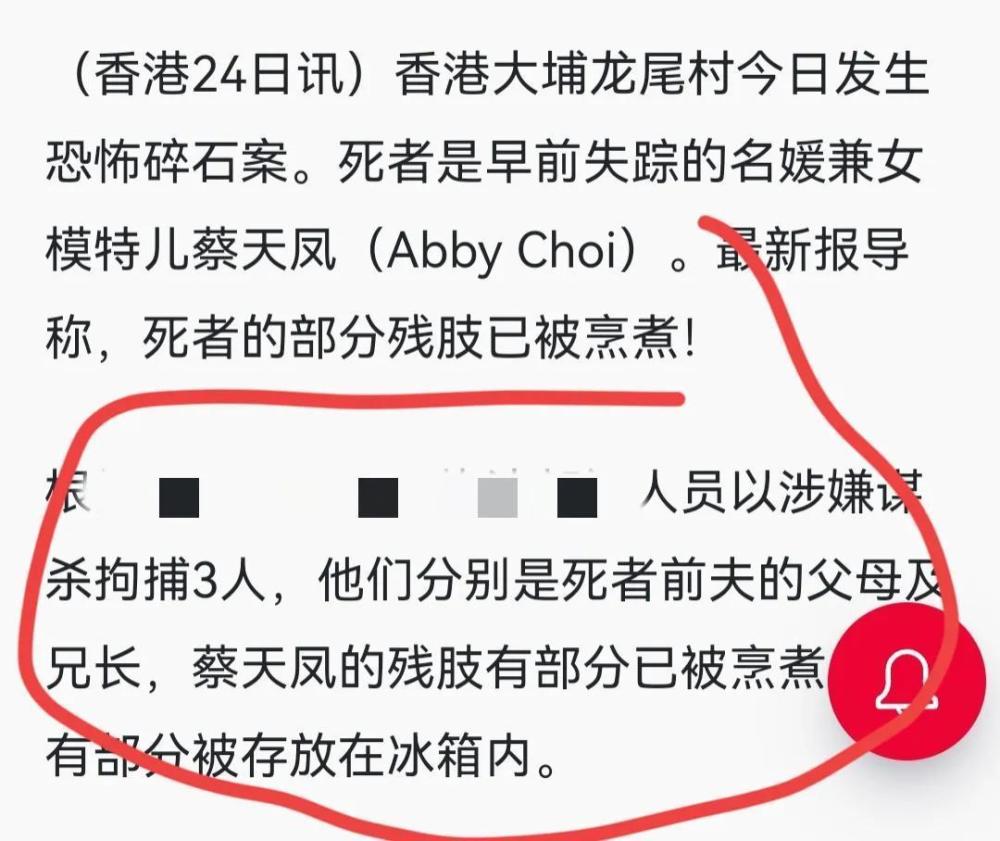 （香港24日讯）香港大埔龙尾村今日发生
恐怖碎石案。死者是早前失踪的名媛兼女
模特儿蔡天凤（Abby Choi）。最新报导
称，死者的部分残肢已被烹煮！
根 人员以涉嫌谋
杀拘捕3人，他们分别是死者前夫的父母及
兄长，蔡天凤的残肢有部分已被烹煮
有部分被存放在冰箱内。